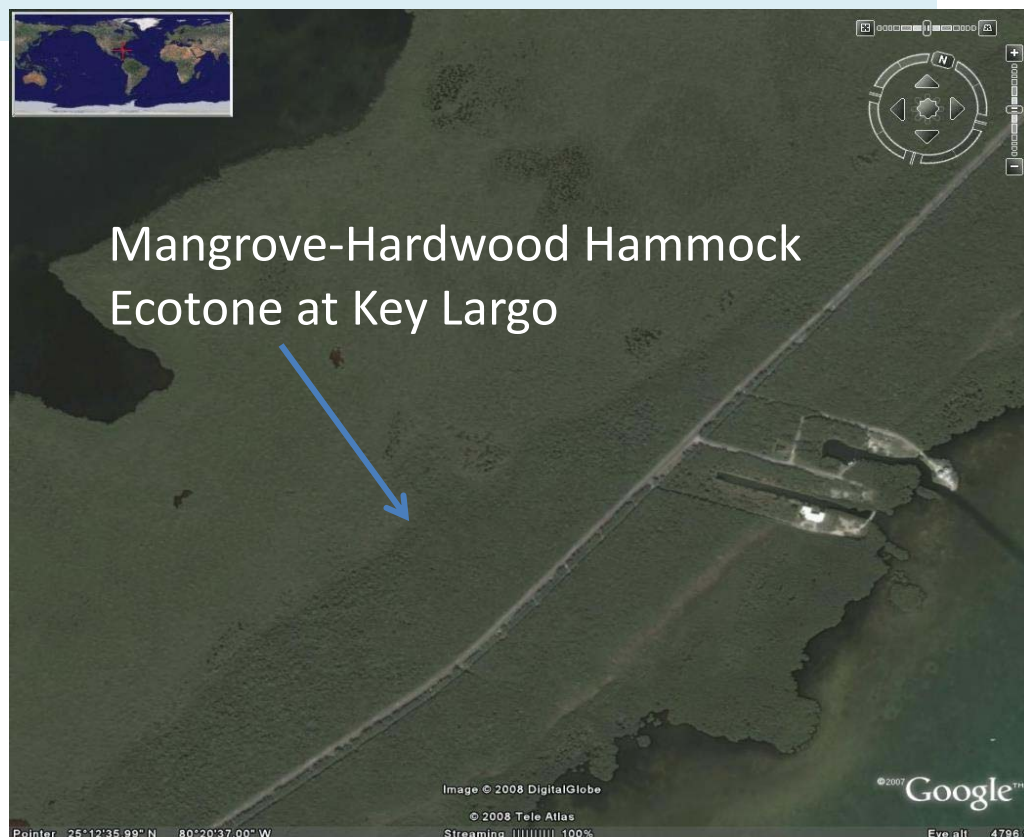 N
Mangrove-Hardwood Hammock
Ecotone at Key Largo
Image © 2008 DigitalGlobe
© 2007 Google™
© 2008 Tele Atlas
Pointer 25°12'35.99" N 80°20'37.00" W Streaming ||||||||| 100% Eye alt 4796